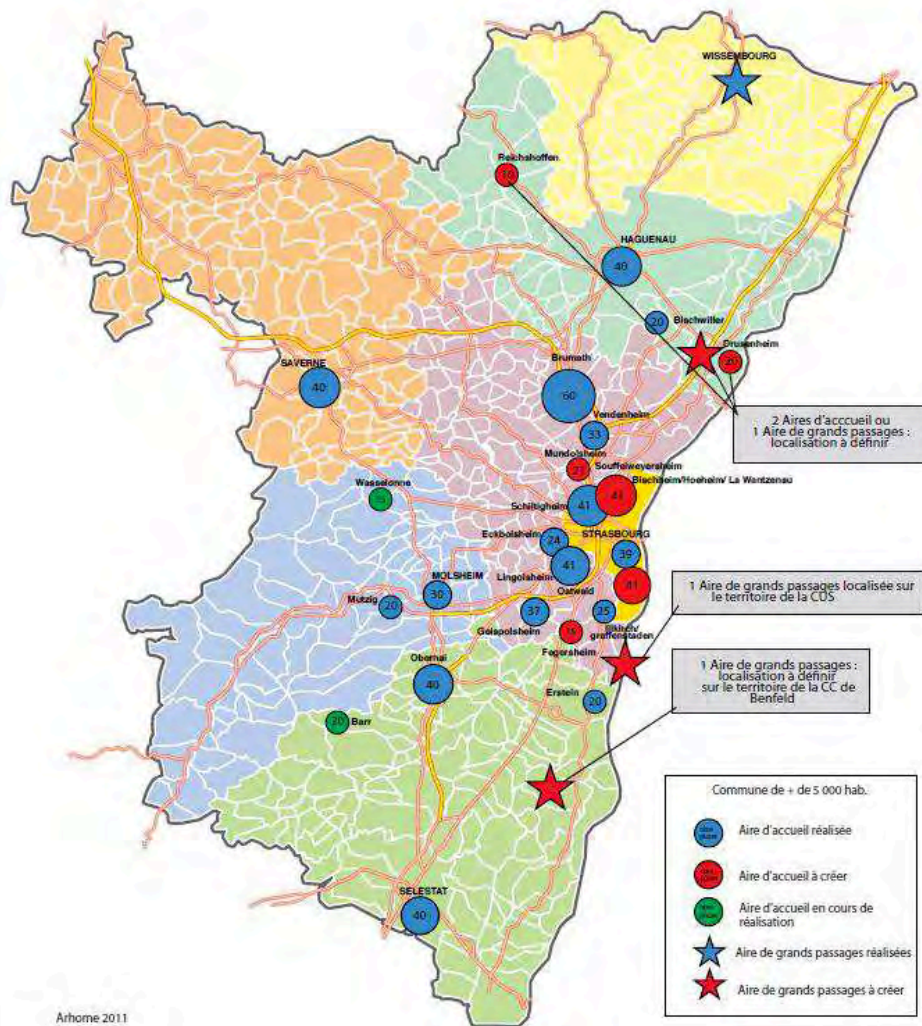 WISSEMBOURG
Reichshoffen
10
HAGUENAU
40
20
Bischwiller
Drusenheim
Brumath
60
SAVERNE
40
Vendenheim
33
Mundolsheim
Souffelweyersheim
Bischheim/Hoeheim/ La Wantzenau
41
Schiltigheim
41
Wasselonne
Eckbolsheim
24
STRASBOURG
39
41
Lingolsheim
Ostwald
41
MOLSHEIM
30
Mutzig
20
37
Geispolsheim
25
Illkirch/
graffenstaden
Fegersheim
Obernai
40
Erstein
20
20
Barr
SELESTAT
40
2 Aires d'acccueil ou
1 Aire de grands passages :
localisation à définir
1 Aire de grands passages localisée sur
le territoire de la CUS
1 Aire de grands passages :
localisation à définir
sur le territoire de la CC de
Benfeld
Commune de + de 5 000 hab.
Aire d'accueil réalisée
Aire d'accueil à créer
Aire d'accueil en cours de
réalisation
Aire de grands passages réalisées
Aire de grands passages à créer
Arhome 2011